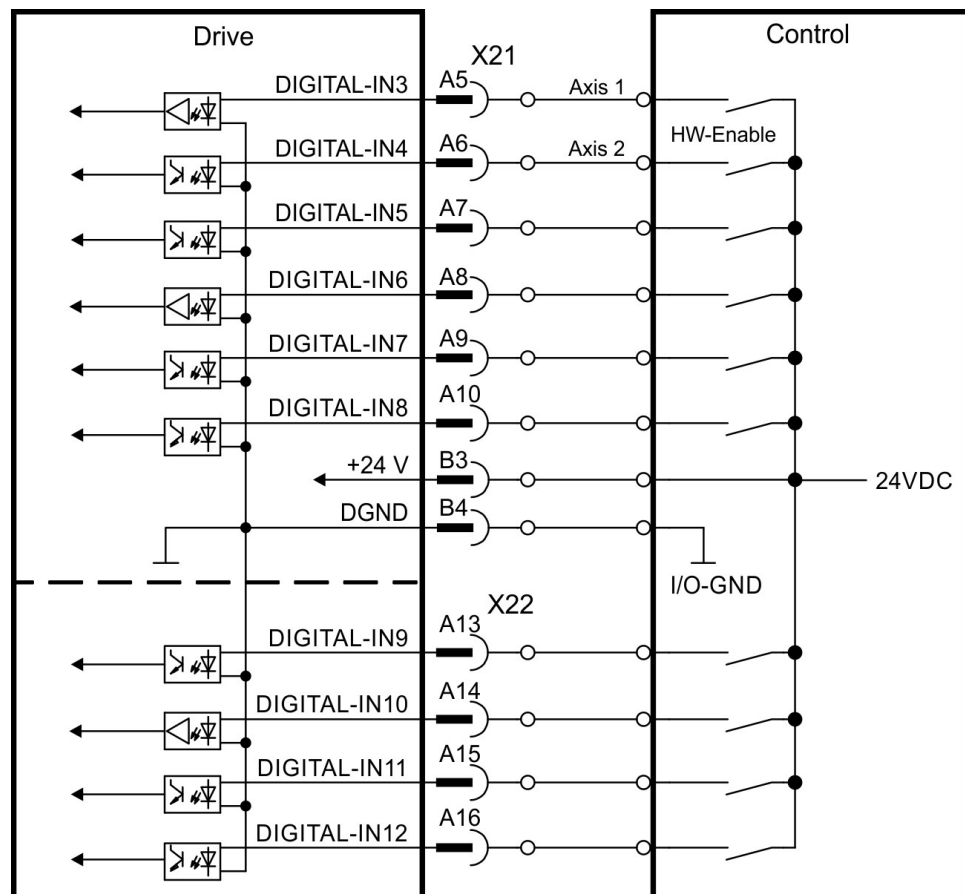 Drive
X21
Control
DIGITAL-IN3
A5
Axis 1
HW-Enable
DIGITAL-IN4
A6
Axis 2
DIGITAL-IN5
A7
DIGITAL-IN6
A8
DIGITAL-IN7
A9
DIGITAL-IN8
A10
+24 V
B3
24VDC
DGND
B4
I/O-GND
X22
DIGITAL-IN9
A13
DIGITAL-IN10
A14
DIGITAL-IN11
A15
DIGITAL-IN12
A16